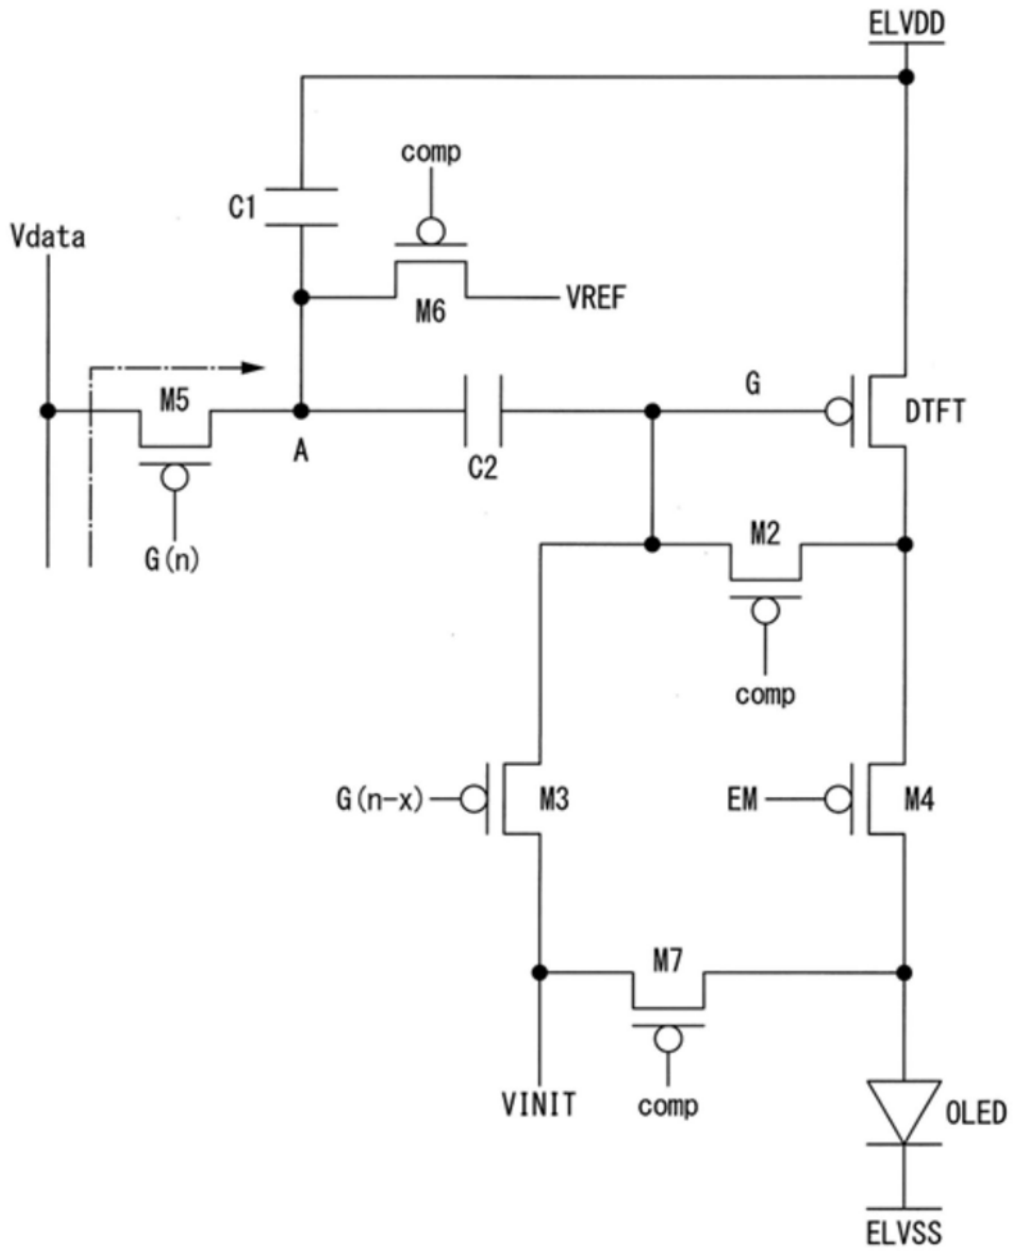 ELVDD
comp
C1
Vdata
M6
VREF
M5
G
DTFT
A
C2
M2
G(n)
comp
G(n-x)
M3
EM
M4
M7
VINIT
comp
OLED
ELVSS